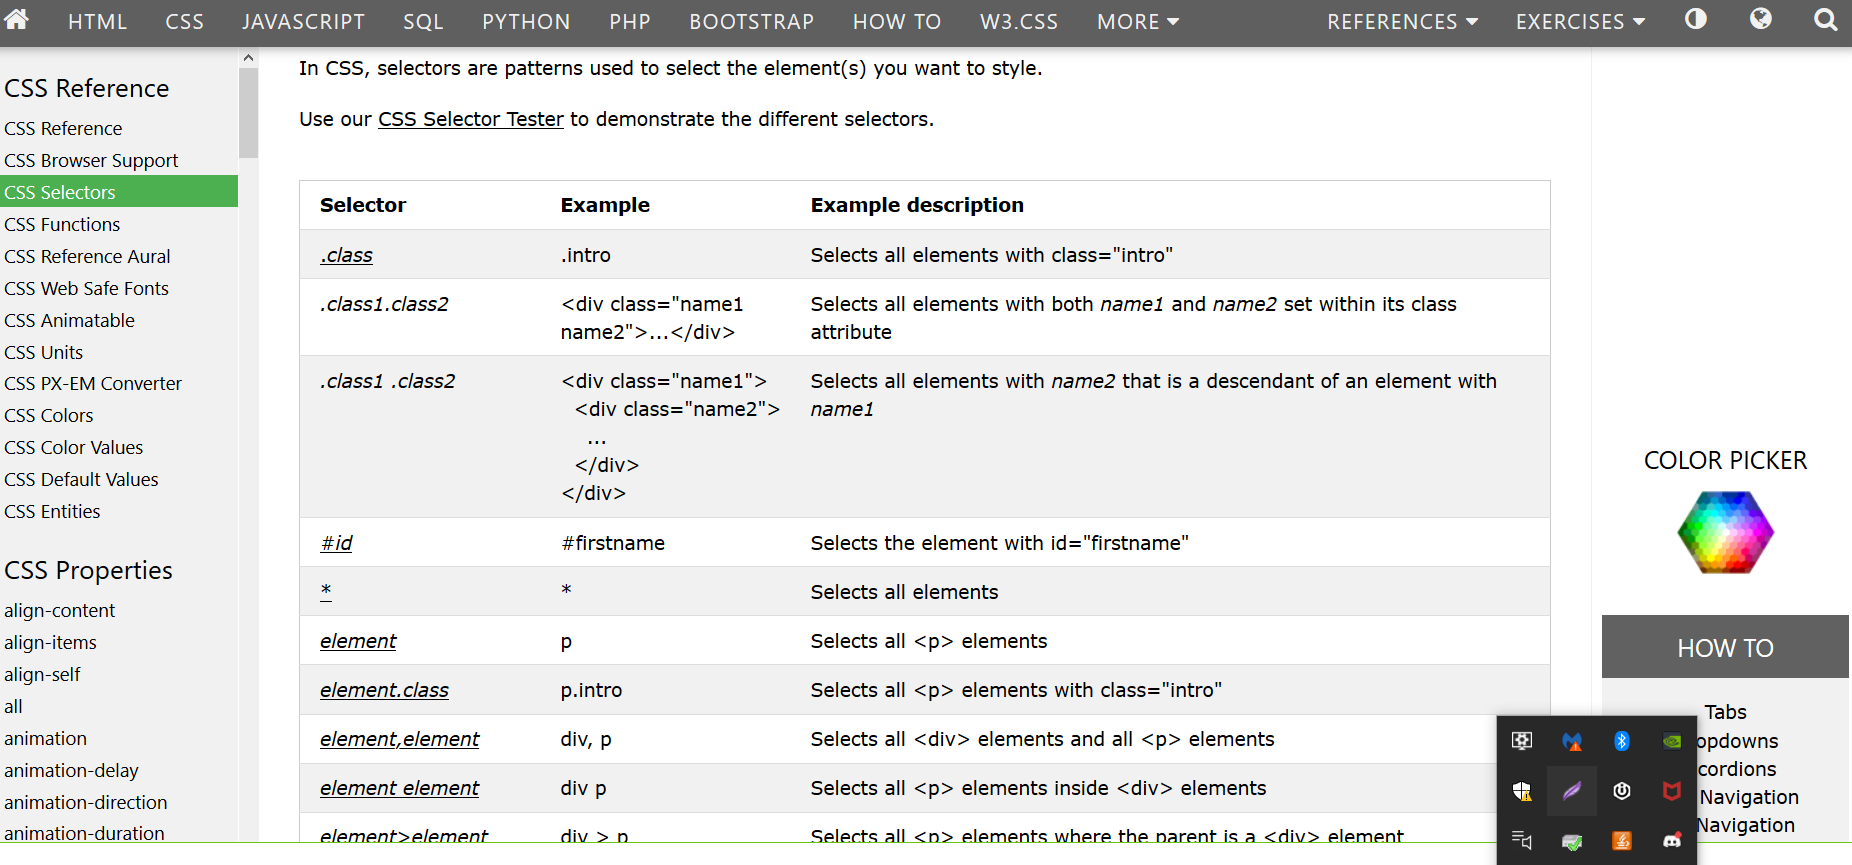 HTML CSS JAVASCRIPT SQL PYTHON PHP BOOTSTRAP HOW TO W3.CSS MORE REFERENCES EXERCISES
CSS Reference
CSS Reference
CSS Browser Support
CSS Selectors
CSS Functions
CSS Reference Aural
CSS Web Safe Fonts
CSS Animatable
CSS Units
CSS PX-EM Converter
CSS Colors
CSS Color Values
CSS Default Values
CSS Entities
CSS Properties
align-content
align-items
align-self
all
animation
animation-delay
animation-direction
animation-duration
In CSS, selectors are patterns used to select the element(s) you want to style.
Use our CSS Selector Tester to demonstrate the different selectors.
Selector Example Example description
.class .intro Selects all elements with class="intro"
.class1.class2 <div class="name1 Selects all elements with both name1 and name2 set within its class
name2">...</div> attribute
.class1 .class2 <div class="name1"> Selects all elements with name2 that is a descendant of an element with
<div class="name2"> name1
...
</div>
</div>
#id #firstname Selects the element with id="firstname"
* * Selects all elements
element p Selects all <p> elements
element.class p.intro Selects all <p> elements with class="intro"
element,element div, p Selects all <div> elements and all <p> elements
element element div p Selects all <p> elements inside <div> elements
element>element div > p Selects all <p> elements where the parent is a <div> element
COLOR PICKER
HOW TO
Tabs
opdowns
cordions
Navigation
Navigation